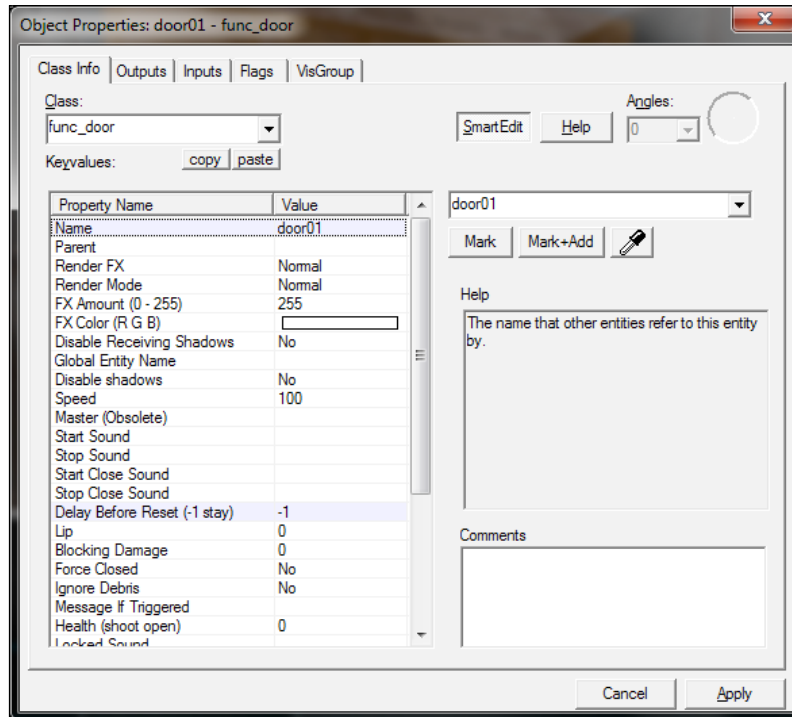 Object Properties: door01 - func_door
X
Class Info Outputs Inputs Flags VisGroup
Class:
func_door
SmartEdit Help
Angles:
0
Keyvalues: copy paste
Property Name Value
Name door01
Parent
Render FX Normal
Render Mode Normal
FX Amount (0 - 255) 255
FX Color (R G B)
Disable Receiving Shadows No
Global Entity Name
Disable shadows No
Speed 100
Master (Obsolete)
Start Sound
Stop Sound
Start Close Sound
Stop Close Sound
Delay Before Reset (-1 stay) -1
Lip 0
Blocking Damage 0
Force Closed No
Ignore Debris No
Message If Triggered
Health (shoot open) 0
Locked Sound
door01
Mark Mark+Add
Help
The name that other entities refer to this entity
by.
Comments
Cancel Apply